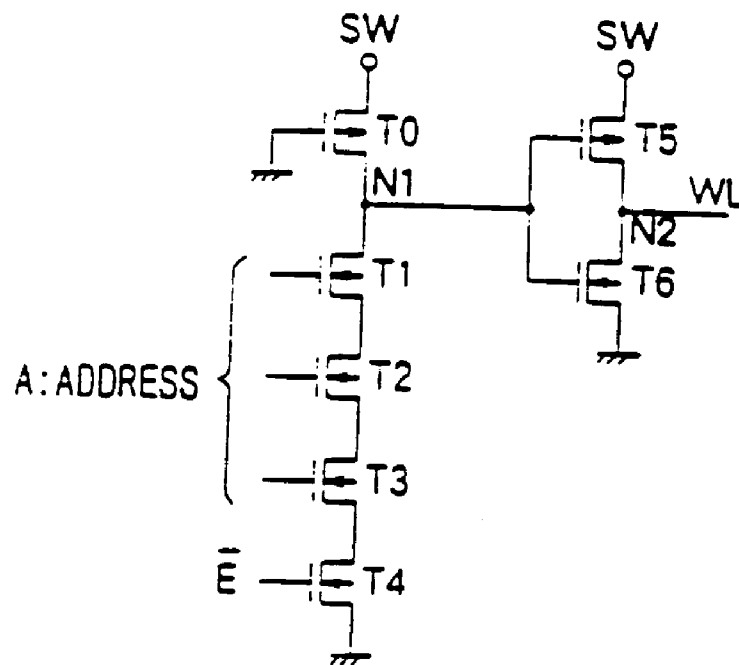 SW SW
T0 T5
N1 WL
N2
T1 T6
A:ADDRESS T2
T3
E̅ T4